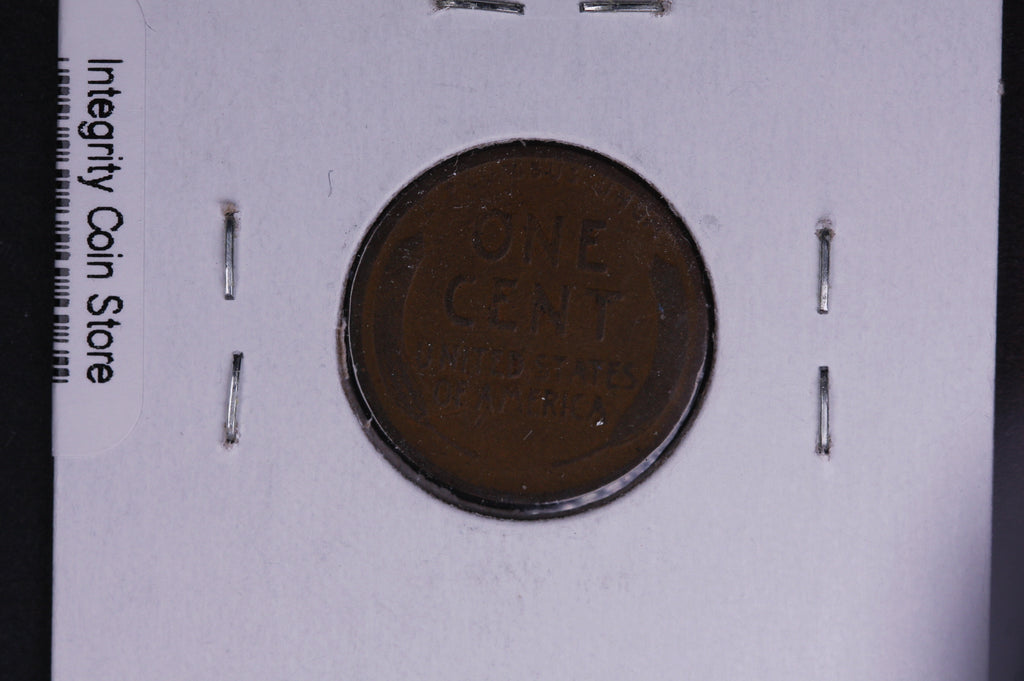 Integrity Coin Store
ONE
CENT
UNITED STATES
OF AMERICA